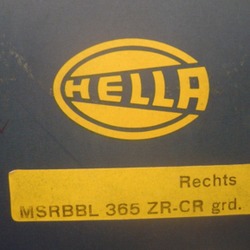 HELLA
Rechts
MSRBBL 365 ZR-CR grd.